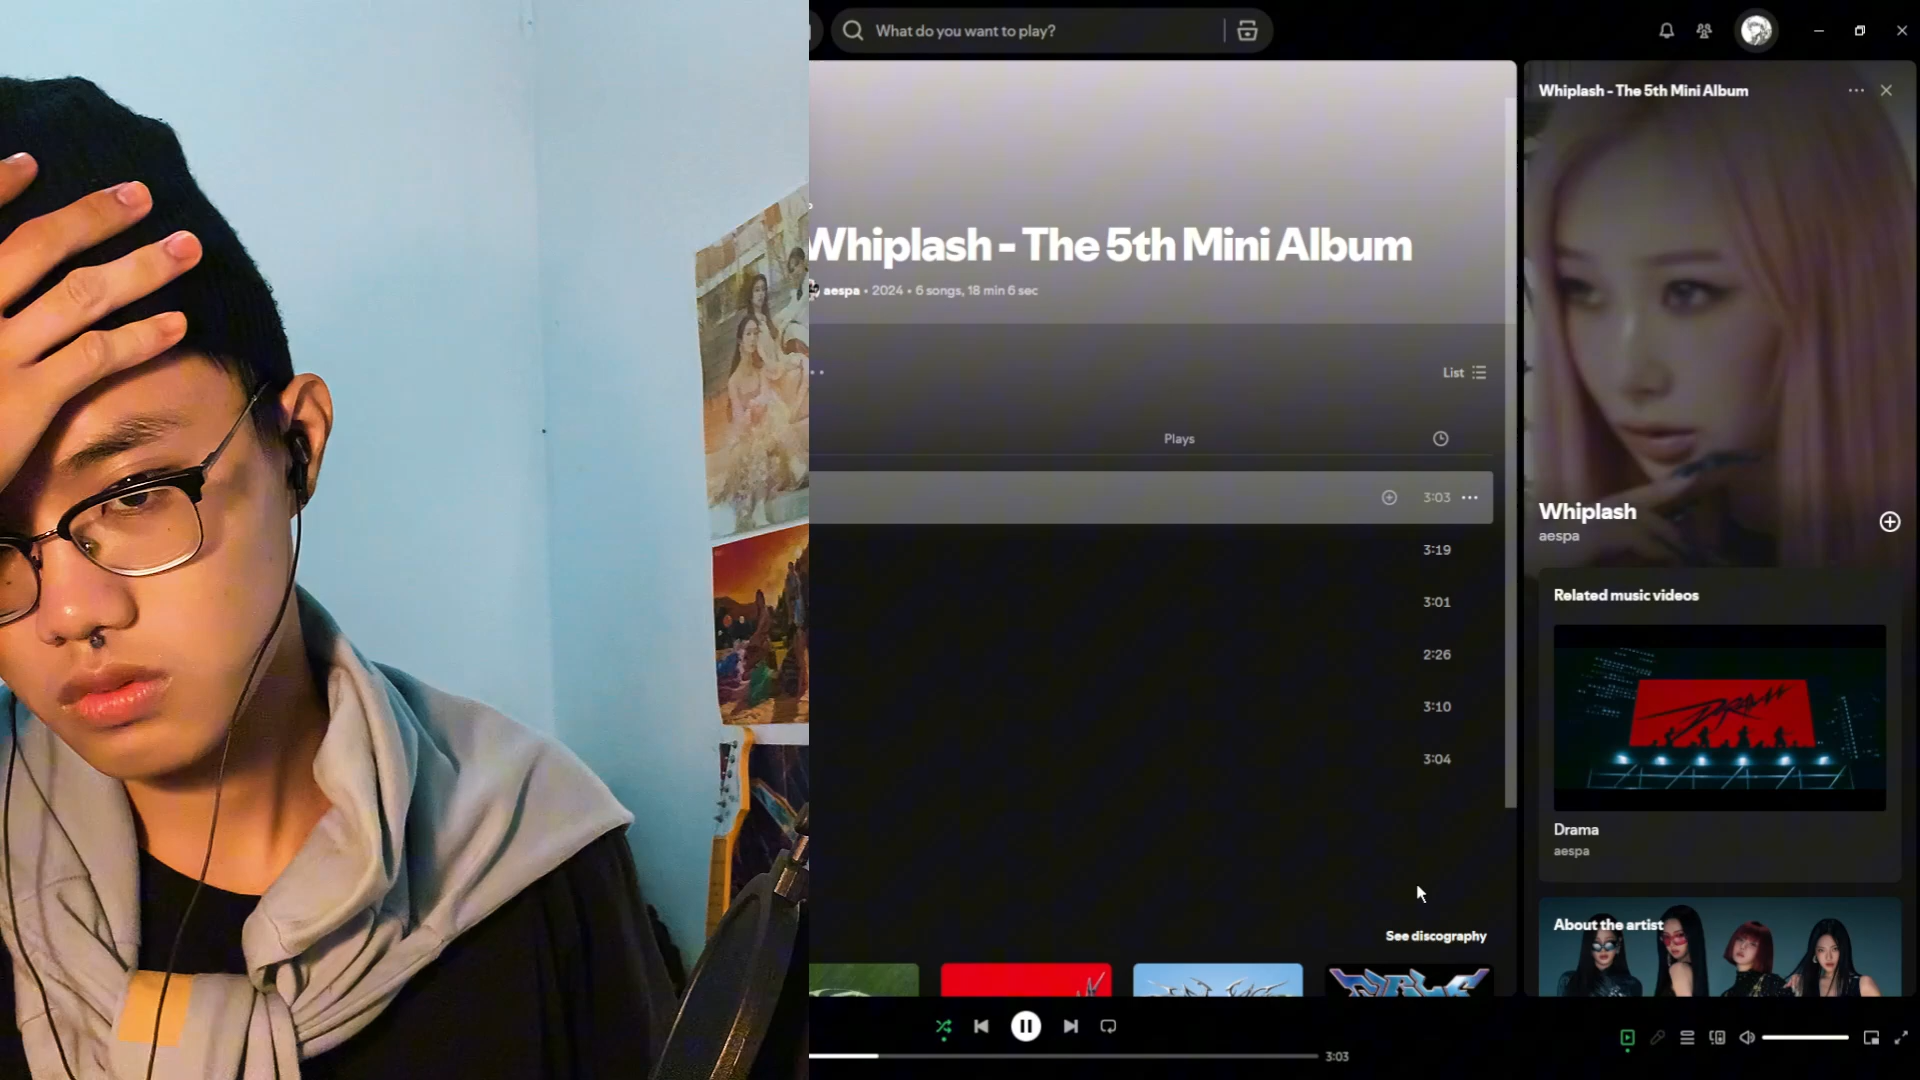 What do you want to play?
Whiplash - The 5th Mini Album
aespa • 2024 • 6 songs, 18 min 6 sec
List
Plays
3:03
3:19
3:01
2:26
3:10
3:04
See discography
3:03
Whiplash - The 5th Mini Album
Whiplash
aespa
Related music videos
DRAMA
Drama
aespa
About the artist